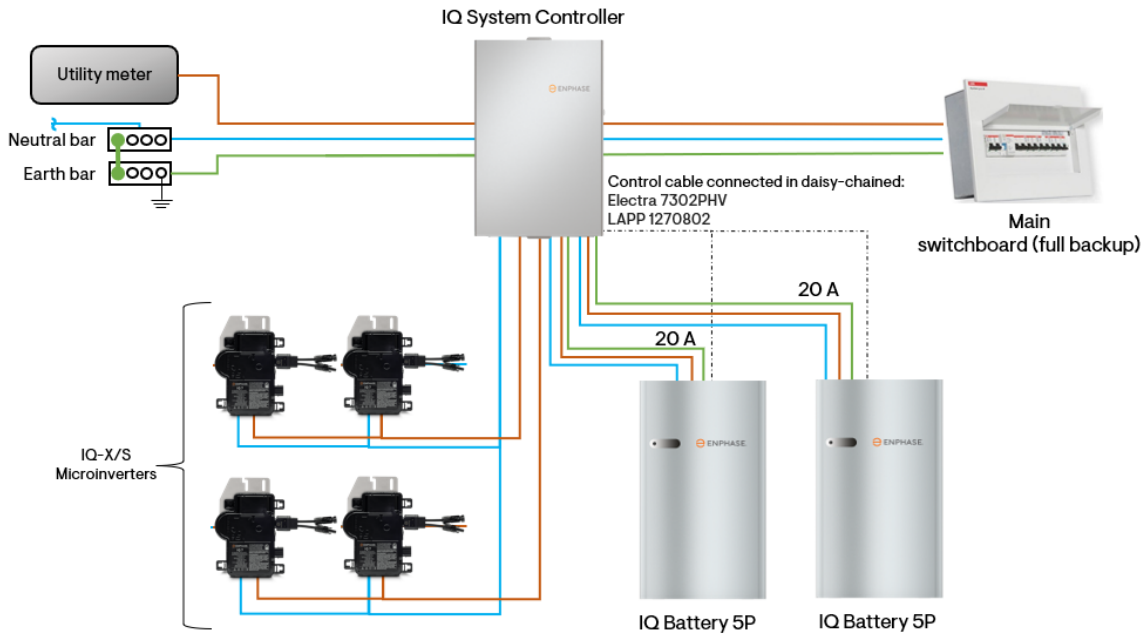 IQ System Controller
Utility meter
ENPHASE
Neutral bar
Earth bar
Control cable connected in daisy-chained:
Electra 7302PHV
LAPP 1270802
Main
switchboard (full backup)
20 A
20 A
ENPHASE
ENPHASE
IQ-X/S
Microinverters
IQ Battery 5P
IQ Battery 5P